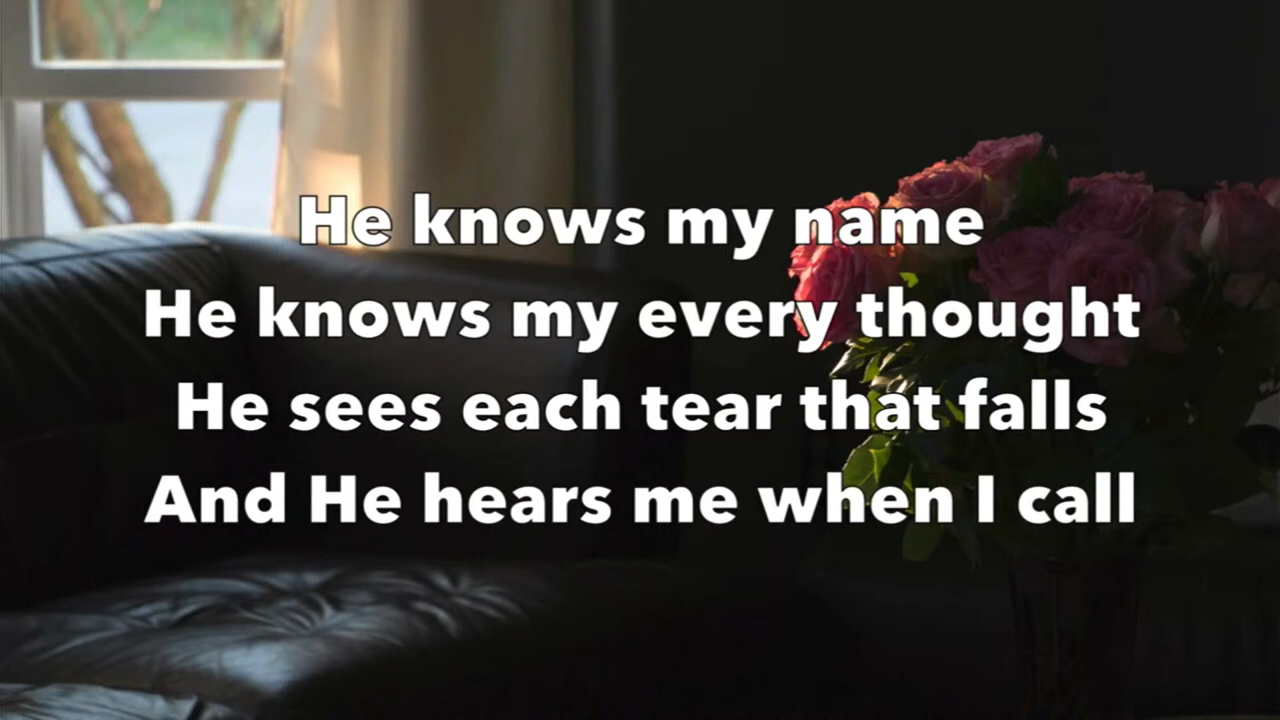 He knows my name
He knows my every thought
He sees each tear that falls
And He hears me when I call